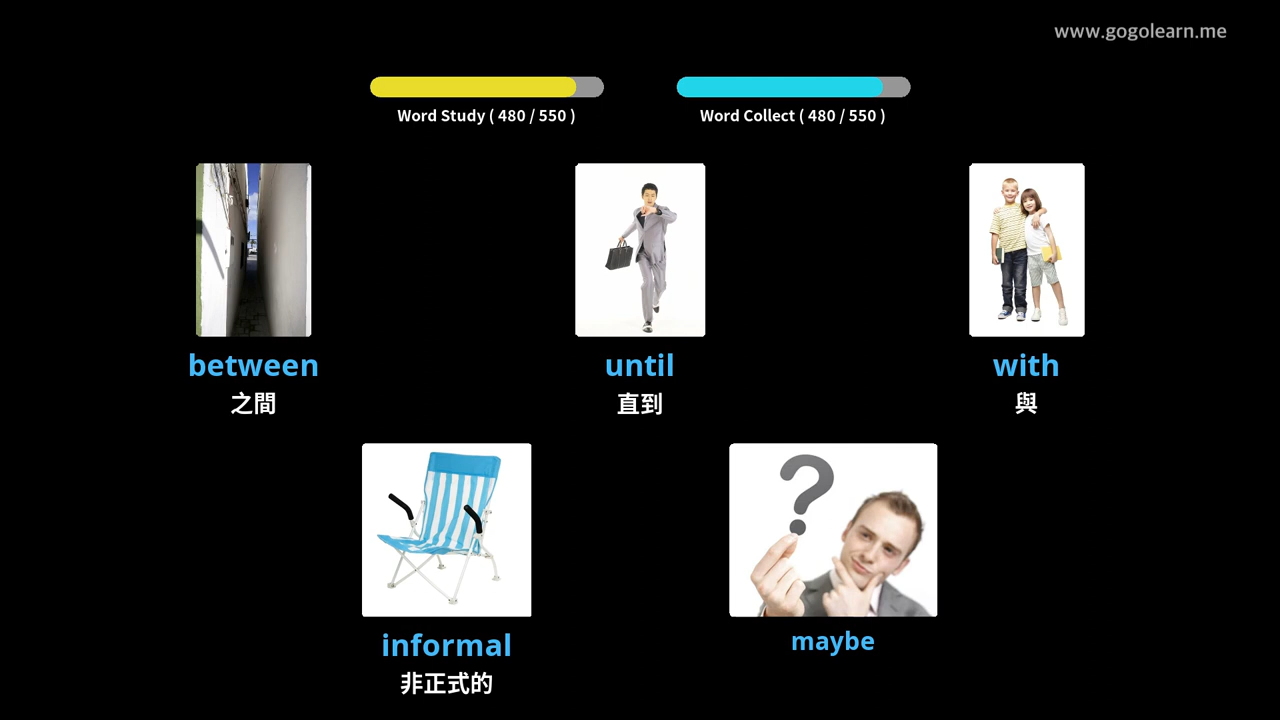 www.gogolearn.me
Word Study ( 480 / 550 )
Word Collect ( 480 / 550 )
between
之間
until
直到
with
與
informal
非正式的
maybe